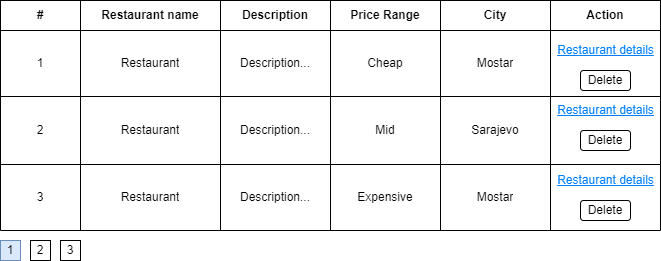 # Restaurant name Description Price Range City Action
1 Restaurant Description... Cheap Mostar Restaurant details
Delete
2 Restaurant Description... Mid Sarajevo Restaurant details
Delete
3 Restaurant Description... Expensive Mostar Restaurant details
Delete
1 2 3